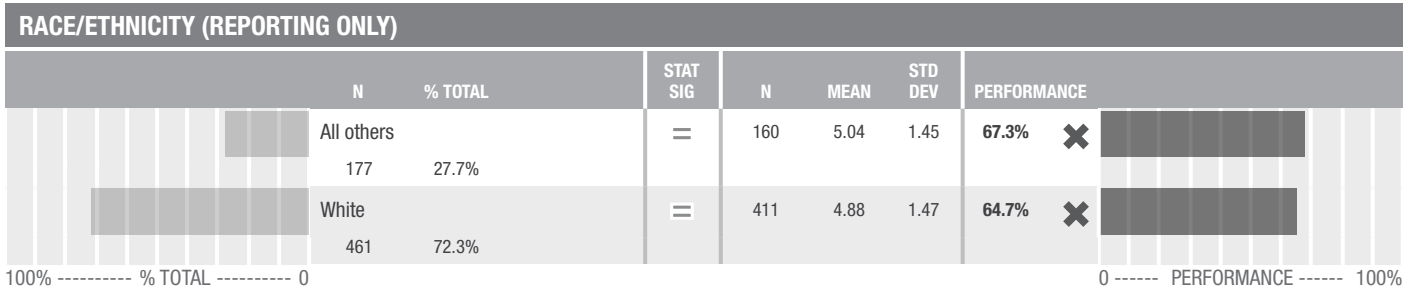 RACE/ETHNICITY (REPORTING ONLY)
N % TOTAL STAT SIG N MEAN STD DEV PERFORMANCE
All others = 160 5.04 1.45 67.3% ✖
177 27.7%
White = 411 4.88 1.47 64.7% ✖
461 72.3%
100% ---------- % TOTAL ---------- 0 0 ------ PERFORMANCE ------ 100%